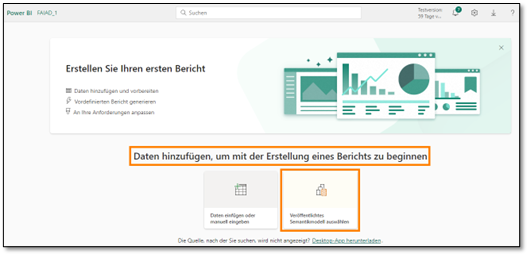 Power BI FAIAD_1
Suchen
Testversion:
59 Tage v...
Erstellen Sie Ihren ersten Bericht
Daten hinzufügen und vorbereiten
Vordefinierten Bericht generieren
An Ihre Anforderungen anpassen
Daten hinzufügen, um mit der Erstellung eines Berichts zu beginnen
Daten einfügen oder
manuell eingeben
Veröffentlichtes
Semantikmodell auswählen
Die Quelle, nach der Sie suchen, wird nicht angezeigt? Desktop-App herunterladen.